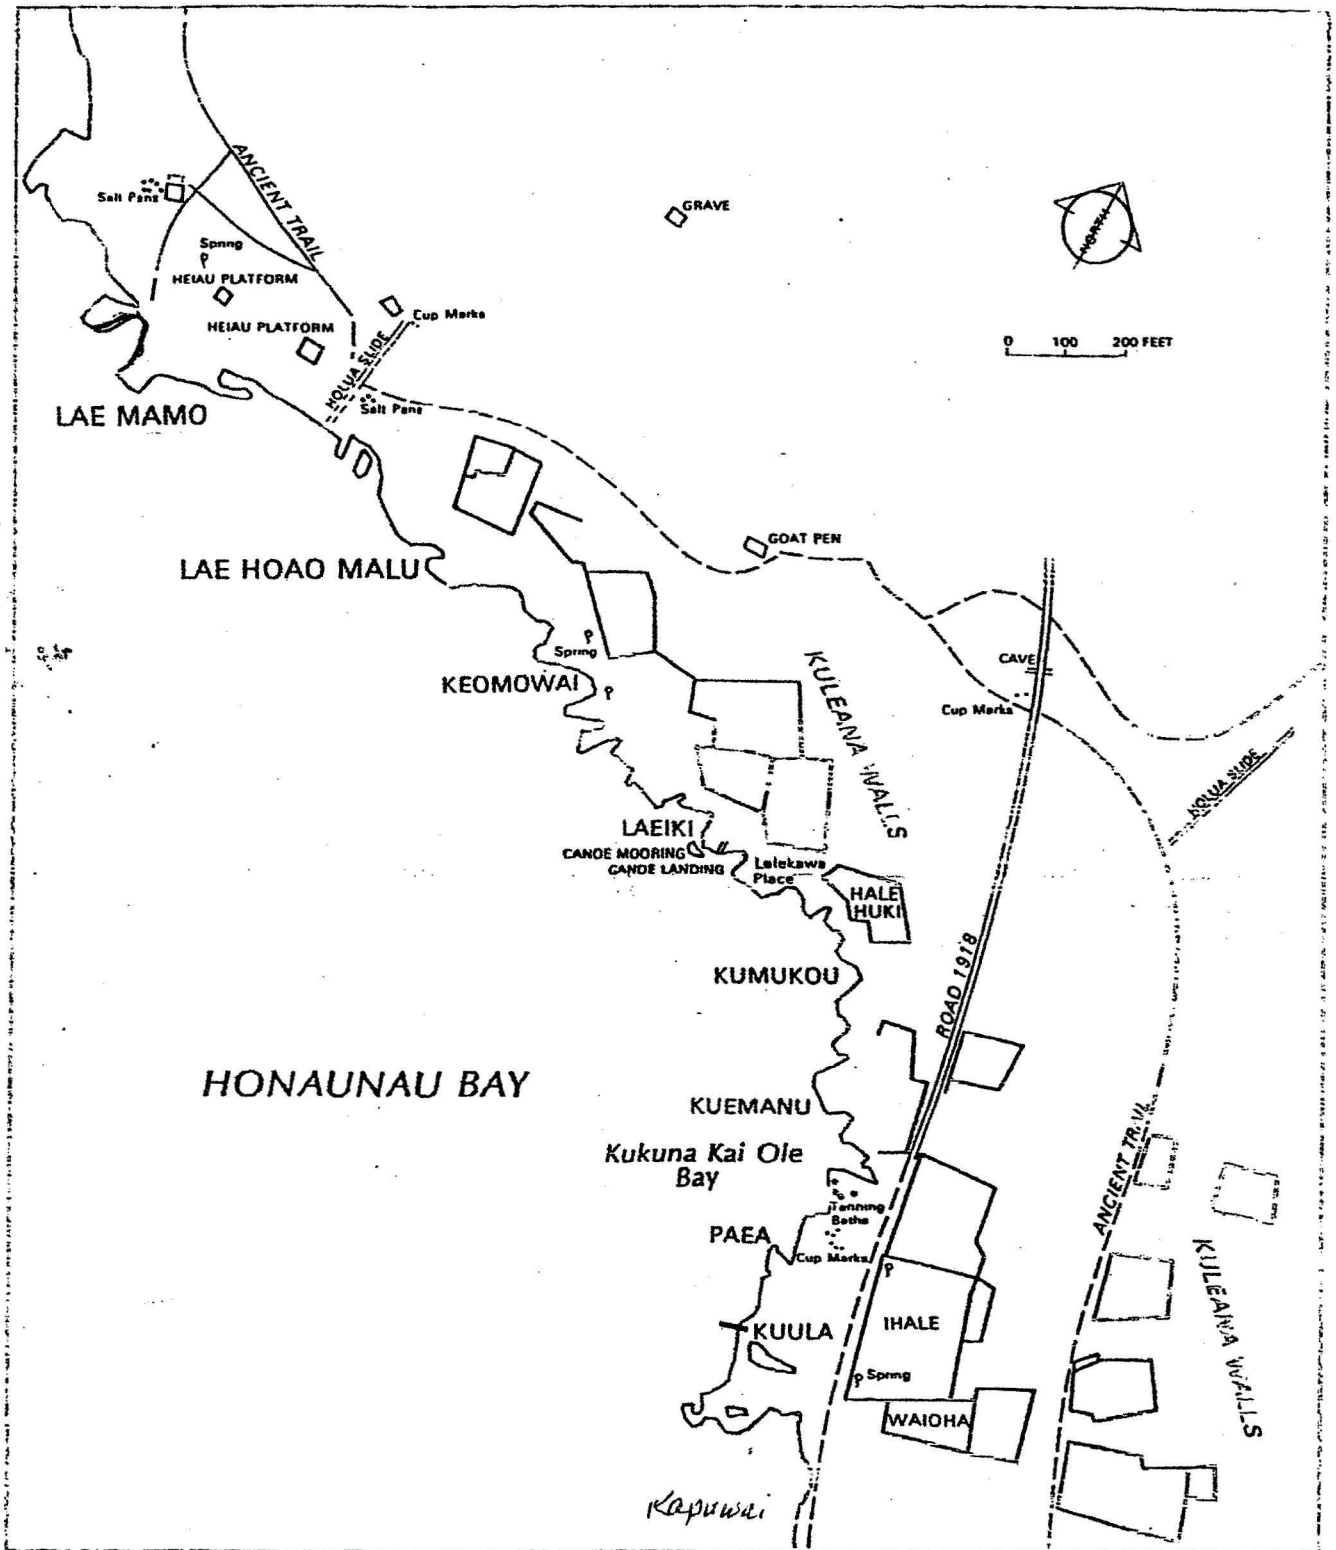 ANCIENT TRAIL
Salt Pans
GRAVE
NORTH
Spring
HEIAU PLATFORM
Cup Marks
HEIAU PLATFORM
0 100 200 FEET
HOLUA SLIDE
LAE MAMO
Salt Pans
GOAT PEN
LAE HOAO MALU
Spring
CAVE
KEOMOWAI
Cup Marks
KULEANA WALLS
HOLUA SLIDE
LAEIKI
CANOE MOORING
CANOE LANDING
Lelekawa
Place
HALE
HUKI
ROAD 1918
KUMUKOU
HONAUNAU BAY
KUEMANU
Kukuna Kai Ole
Bay
ANCIENT TRAIL
Tanning
Baths
PAEA
Cup Marks
KULEANA WALLS
KUULA
IHALE
Spring
WAIOHA
Kapuwai